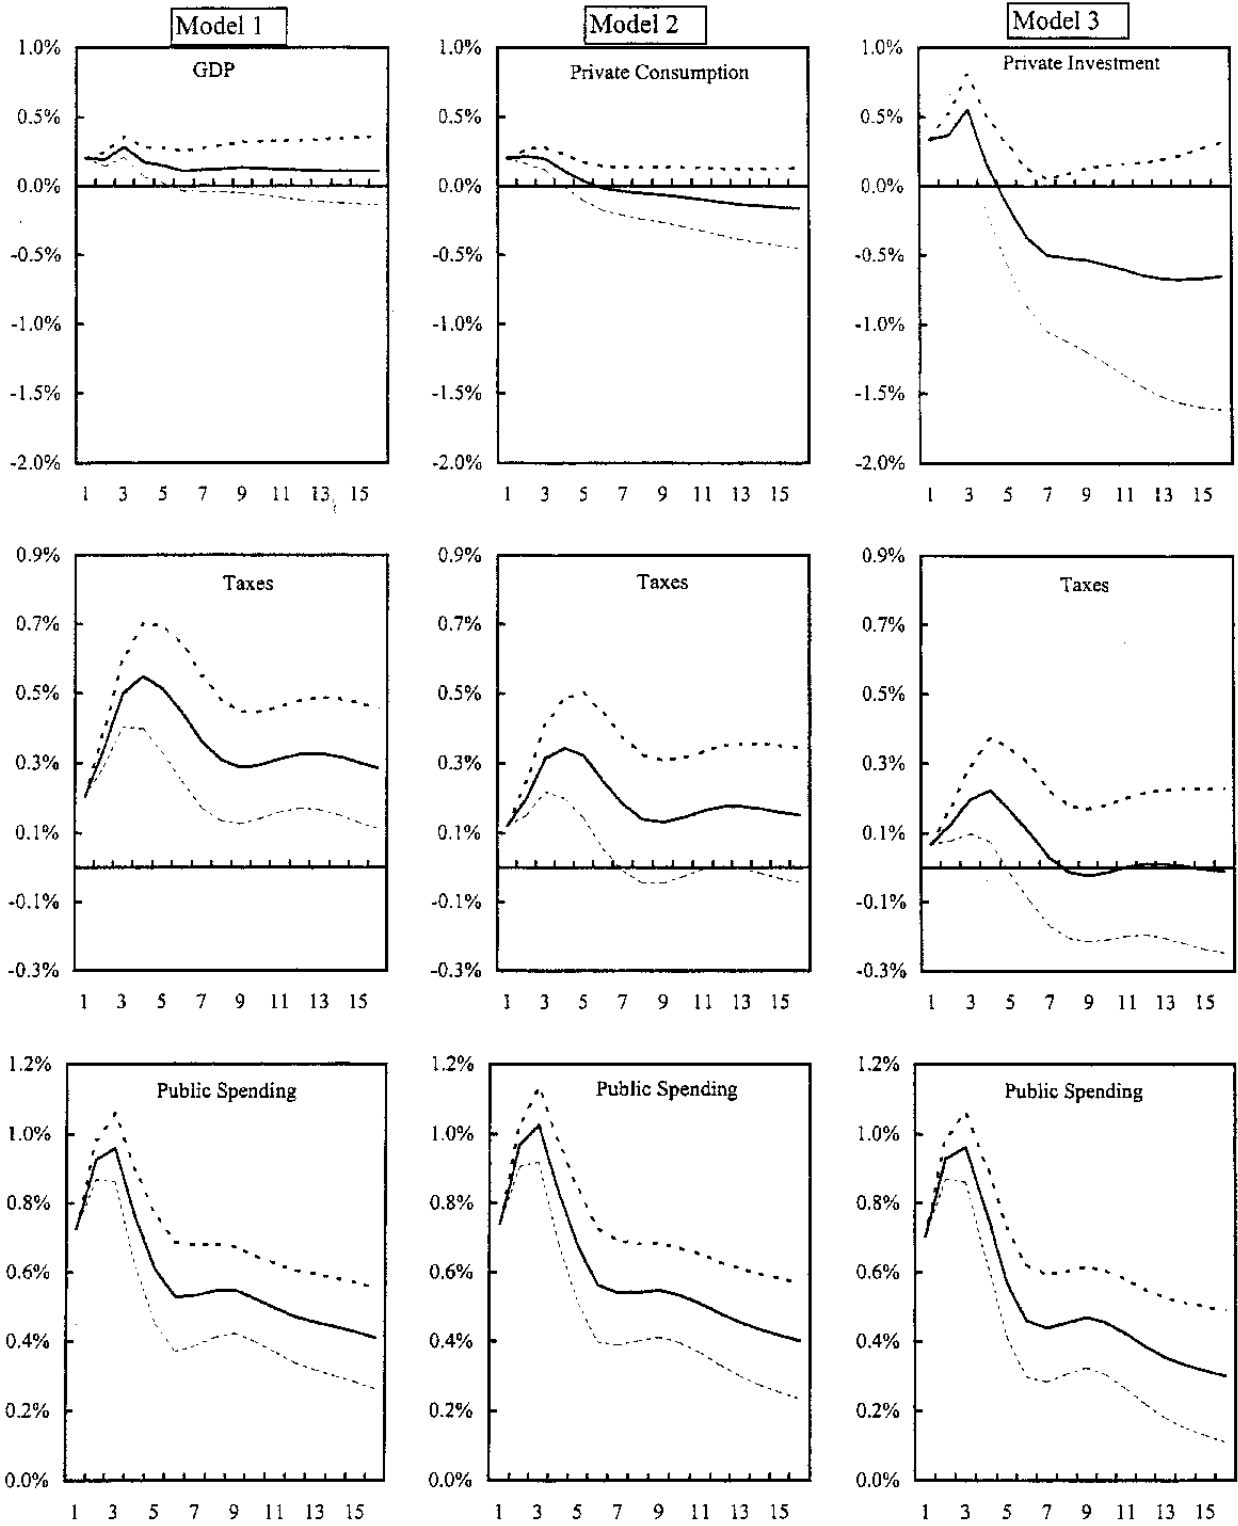 Model 1 Model 2 Model 3
1.0% 1.0% 1.0%
GDP Private Consumption Private Investment
0.5% 0.5% 0.5%
0.0% 0.0% 0.0%
-0.5% -0.5% -0.5%
-1.0% -1.0% -1.0%
-1.5% -1.5% -1.5%
-2.0% -2.0% -2.0%
1 3 5 7 9 11 13 15 1 3 5 7 9 11 13 15 1 3 5 7 9 11 13 15
0.9% 0.9% 0.9%
Taxes Taxes Taxes
0.7% 0.7% 0.7%
0.5% 0.5% 0.5%
0.3% 0.3% 0.3%
0.1% 0.1% 0.1%
-0.1% -0.1% -0.1%
-0.3% -0.3% -0.3%
1 3 5 7 9 11 13 15 1 3 5 7 9 11 13 15 1 3 5 7 9 11 13 15
1.2% 1.2% 1.2%
Public Spending Public Spending Public Spending
1.0% 1.0% 1.0%
0.8% 0.8% 0.8%
0.6% 0.6% 0.6%
0.4% 0.4% 0.4%
0.2% 0.2% 0.2%
0.0% 0.0% 0.0%
1 3 5 7 9 11 13 15 1 3 5 7 9 11 13 15 1 3 5 7 9 11 13 15